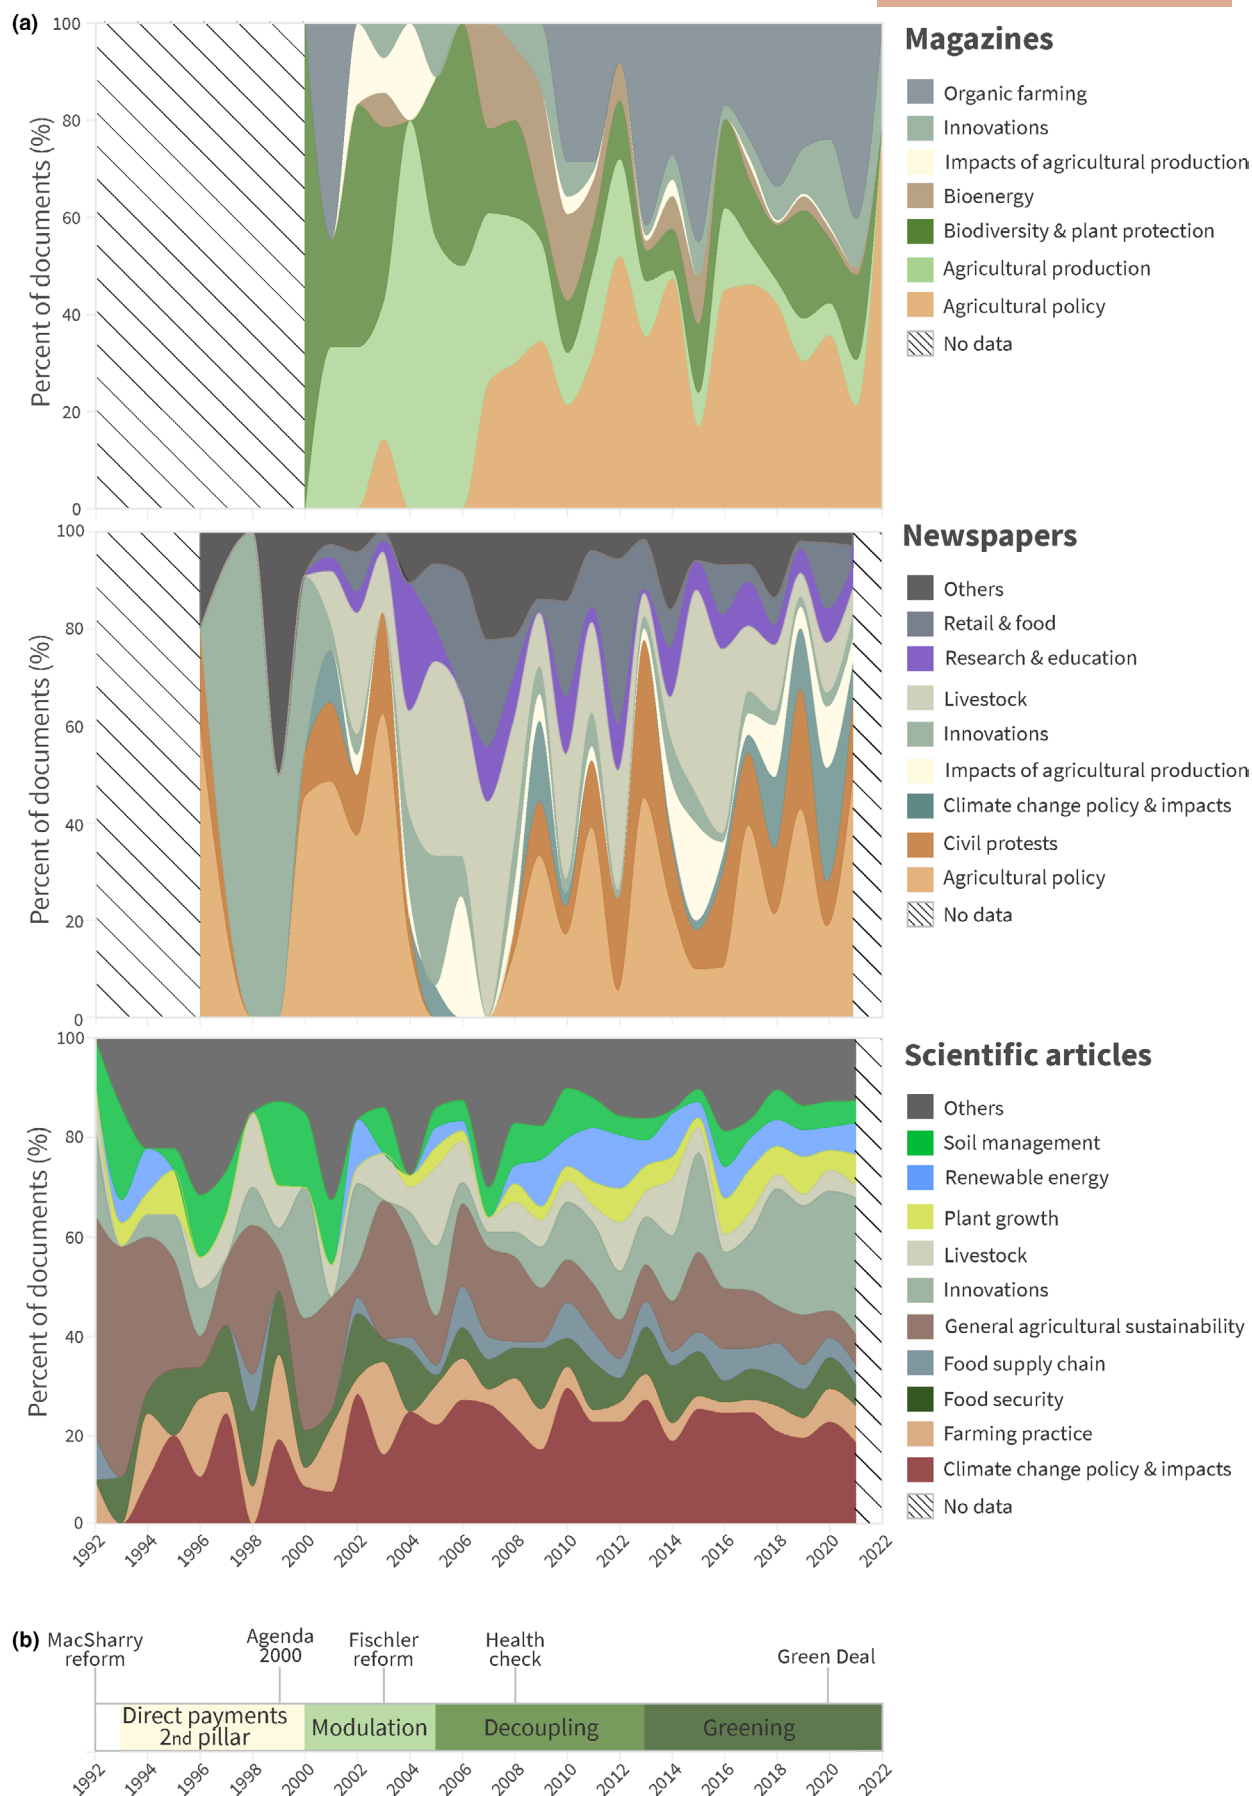 (a)
100
80
60
40
20
0
Percent of documents (%)
Magazines
Organic farming
Innovations
Impacts of agricultural production
Bioenergy
Biodiversity & plant protection
Agricultural production
Agricultural policy
No data
100
80
60
40
20
0
Percent of documents (%)
Newspapers
Others
Retail & food
Research & education
Livestock
Innovations
Impacts of agricultural production
Climate change policy & impacts
Civil protests
Agricultural policy
No data
100
80
60
40
20
0
Percent of documents (%)
Scientific articles
Others
Soil management
Renewable energy
Plant growth
Livestock
Innovations
General agricultural sustainability
Food supply chain
Food security
Farming practice
Climate change policy & impacts
No data
1992 1994 1996 1998 2000 2002 2004 2006 2008 2010 2012 2014 2016 2018 2020 2022
(b)
MacSharry
reform
Agenda
2000
Fischler
reform
Health
check
Green Deal
Direct payments
2nd pillar
Modulation
Decoupling
Greening
1992 1994 1996 1998 2000 2002 2004 2006 2008 2010 2012 2014 2016 2018 2020 2022